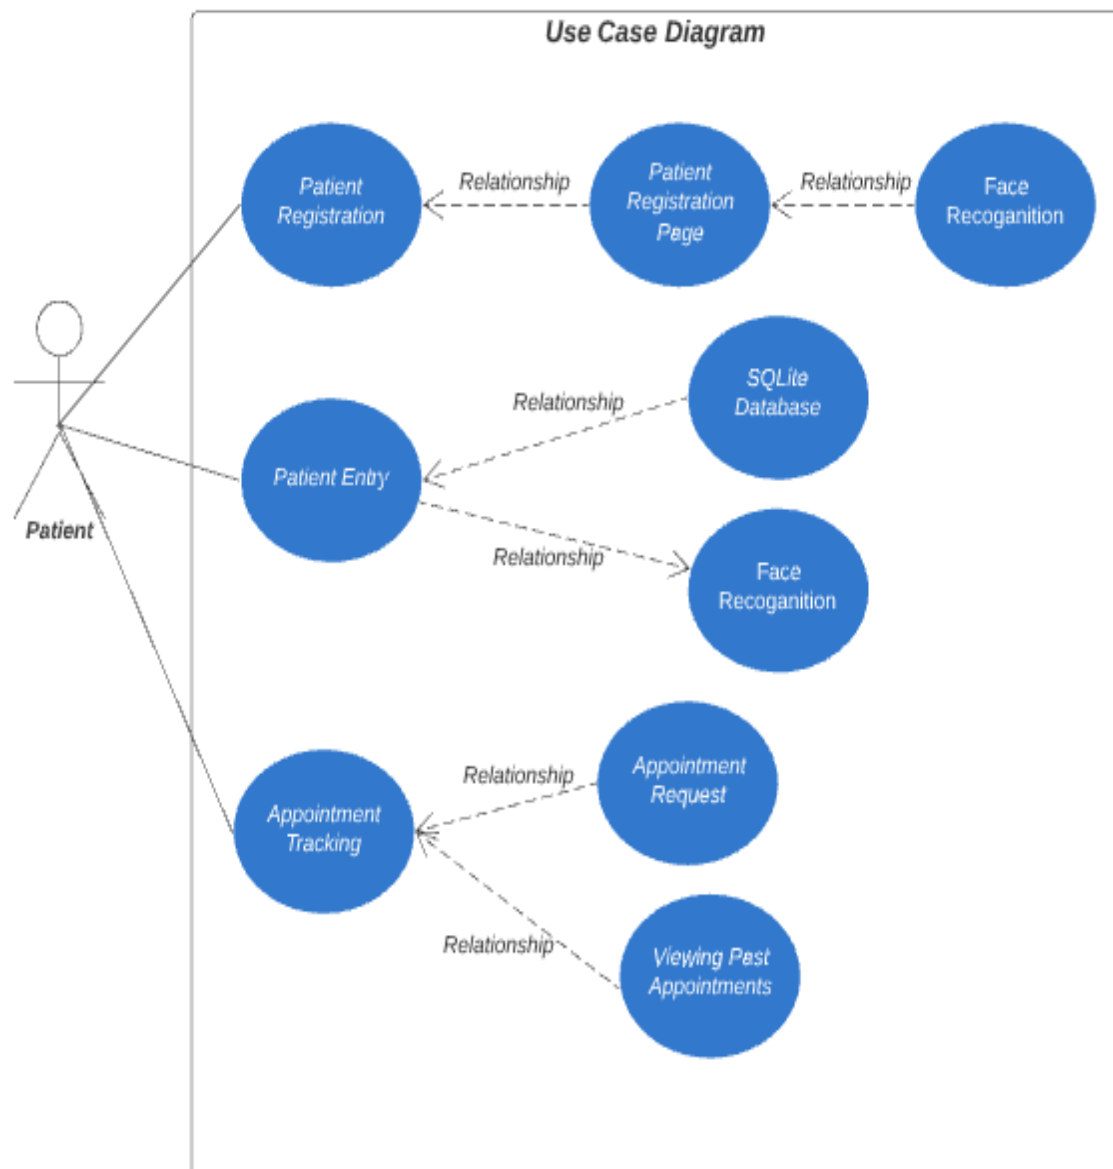 Use Case Diagram
Patient
Registration
Relationship
Patient
Registration
Page
Relationship
Face
Recoganition
Patient
Patient Entry
Relationship
SQLite
Database
Relationship
Face
Recoganition
Appointment
Tracking
Relationship
Appointment
Request
Relationship
Viewing Past
Appointments